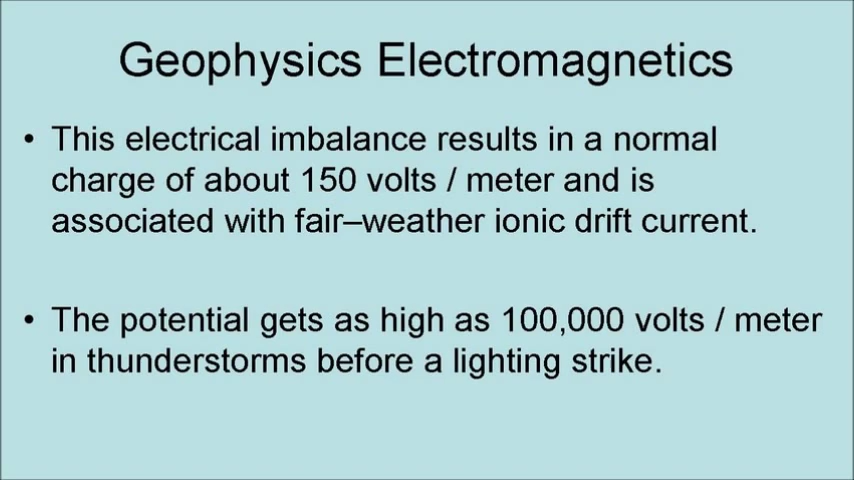 Geophysics Electromagnetics
• This electrical imbalance results in a normal
charge of about 150 volts / meter and is
associated with fair–weather ionic drift current.
• The potential gets as high as 100,000 volts / meter
in thunderstorms before a lighting strike.